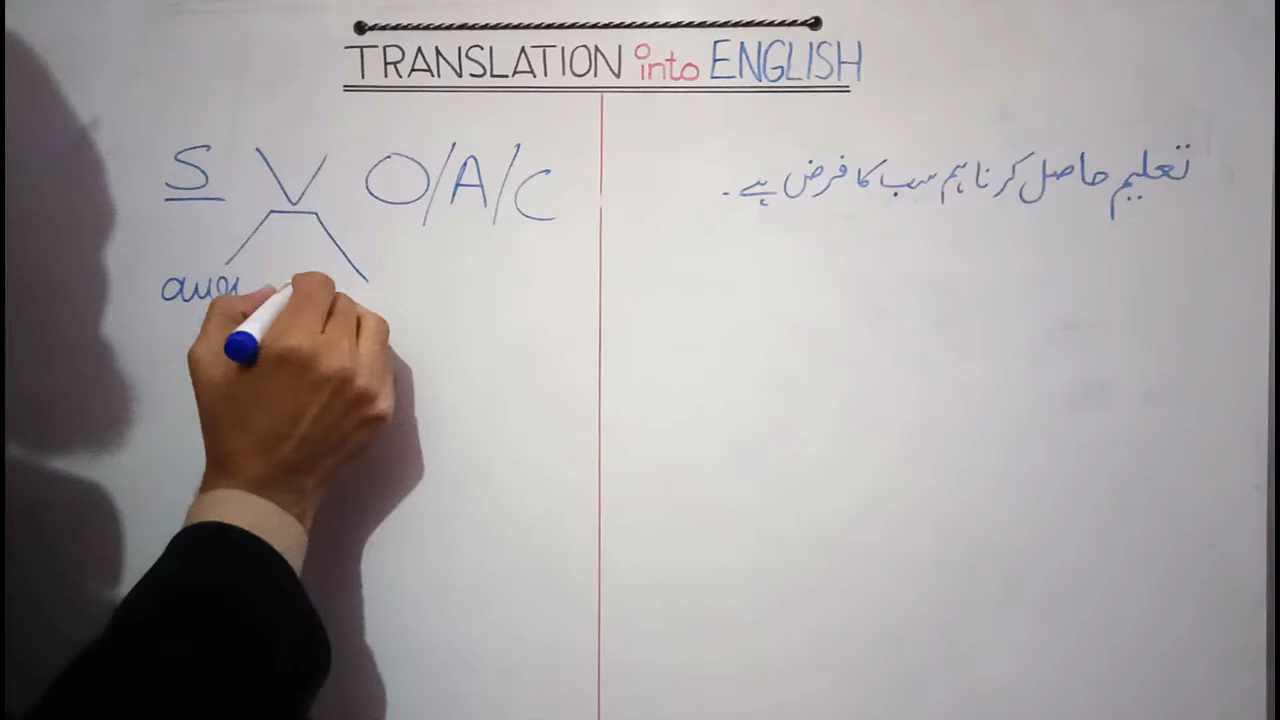 TRANSLATION into ENGLISH
S V O/A/C
تعلیم حاصل کرنا ہم سب کا فرض ہے۔